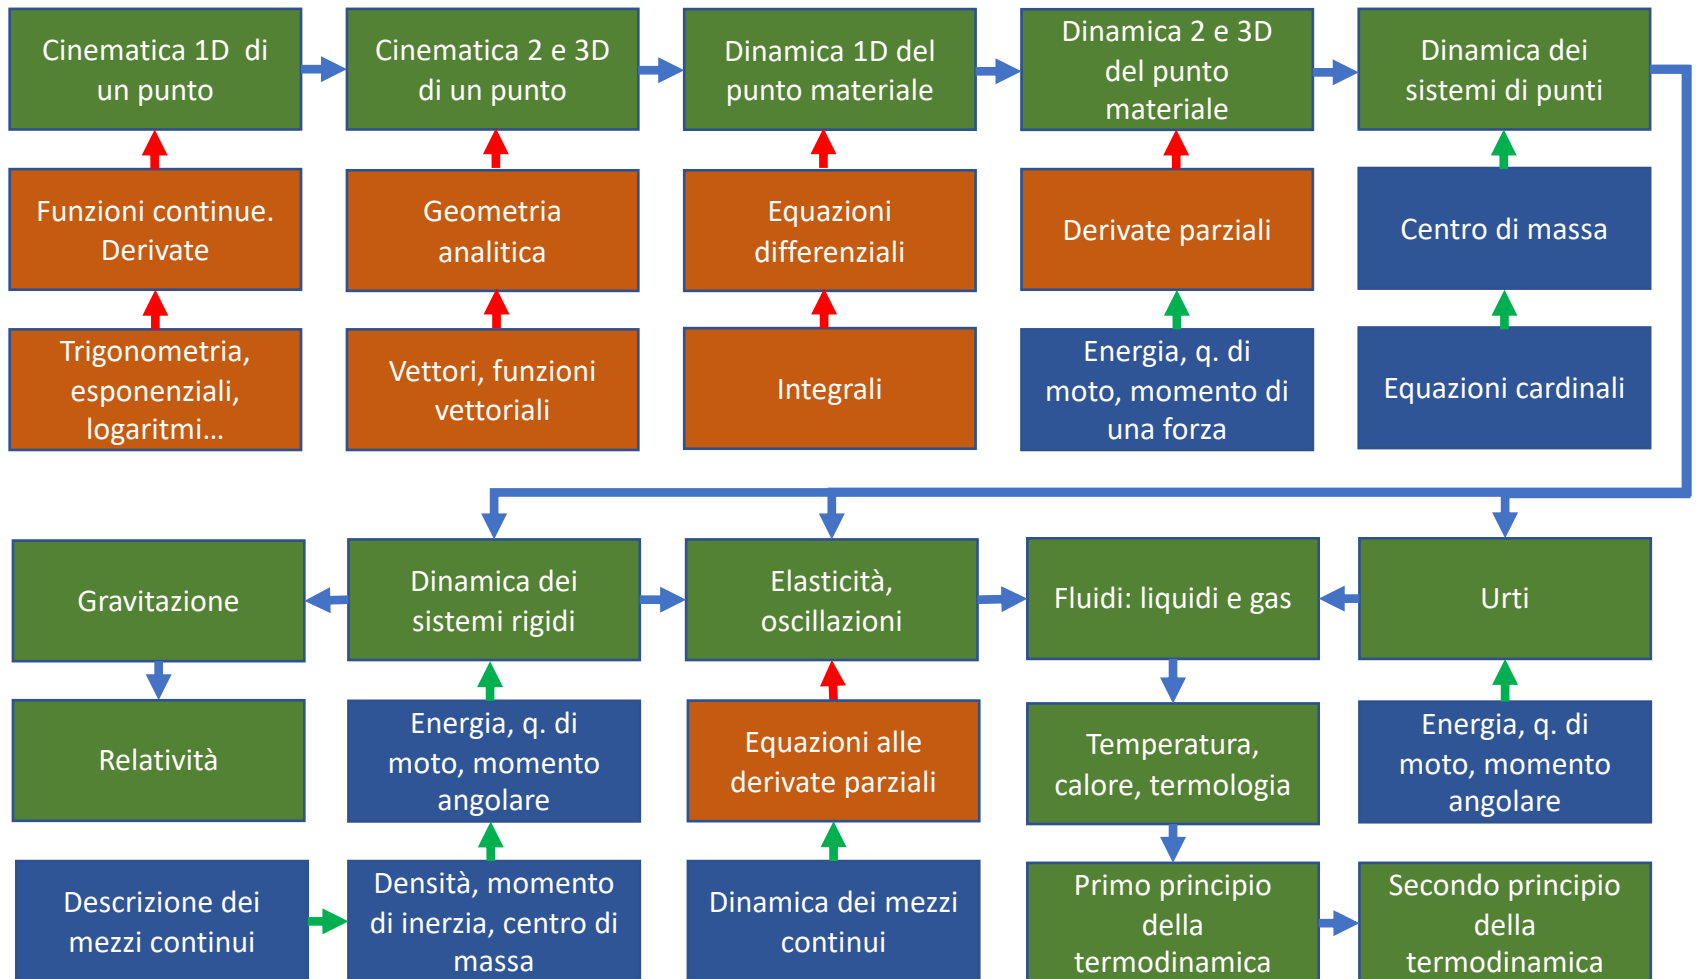 Cinematica 1D di
un punto
Cinematica 2 e 3D
di un punto
Dinamica 1D del
punto materiale
Dinamica 2 e 3D
del punto
materiale
Dinamica dei
sistemi di punti
Funzioni continue.
Derivate
Geometria
analitica
Equazioni
differenziali
Derivate parziali
Centro di massa
Trigonometria,
esponenziali,
logaritmi...
Vettori, funzioni
vettoriali
Integrali
Energia, q. di
moto, momento di
una forza
Equazioni cardinali
Gravitazione
Dinamica dei
sistemi rigidi
Elasticità,
oscillazioni
Fluidi: liquidi e gas
Urti
Relatività
Energia, q. di
moto, momento
angolare
Equazioni alle
derivate parziali
Temperatura,
calore, termologia
Energia, q. di
moto, momento
angolare
Descrizione dei
mezzi continui
Densità, momento
di inerzia, centro di
massa
Dinamica dei mezzi
continui
Primo principio
della
termodinamica
Secondo principio
della
termodinamica